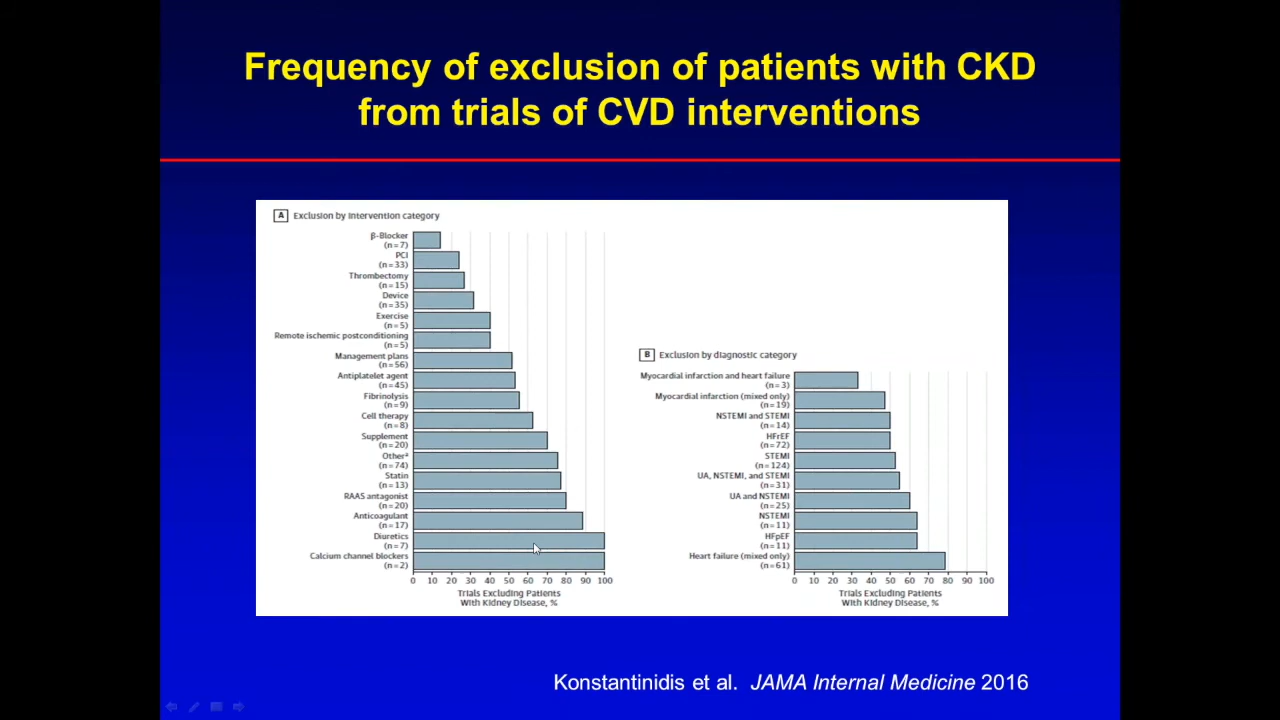 Frequency of exclusion of patients with CKD
from trials of CVD interventions
A Exclusion by intervention category
β-Blocker
(n=7)
PCI
(n=33)
Thrombectomy
(n=15)
Device
(n=35)
Exercise
(n=5)
Remote ischemic postconditioning
(n=5)
Management plans
(n=56)
Antiplatelet agent
(n=45)
Fibrinolysis
(n=9)
Cell therapy
(n=8)
Supplement
(n=20)
Otherᵃ
(n=74)
Statin
(n=13)
RAAS antagonist
(n=20)
Anticoagulant
(n=17)
Diuretics
(n=7)
Calcium channel blockers
(n=2)
0 10 20 30 40 50 60 70 80 90 100
Trials Excluding Patients
With Kidney Disease, %
B Exclusion by diagnostic category
Myocardial infarction and heart failure
(n=3)
Myocardial infarction (mixed only)
(n=19)
NSTEMI and STEMI
(n=14)
HFrEF
(n=72)
STEMI
(n=124)
UA, NSTEMI, and STEMI
(n=31)
UA and NSTEMI
(n=25)
NSTEMI
(n=11)
HFpEF
(n=11)
Heart failure (mixed only)
(n=61)
0 10 20 30 40 50 60 70 80 90 100
Trials Excluding Patients
With Kidney Disease, %
Konstantinidis et al. JAMA Internal Medicine 2016